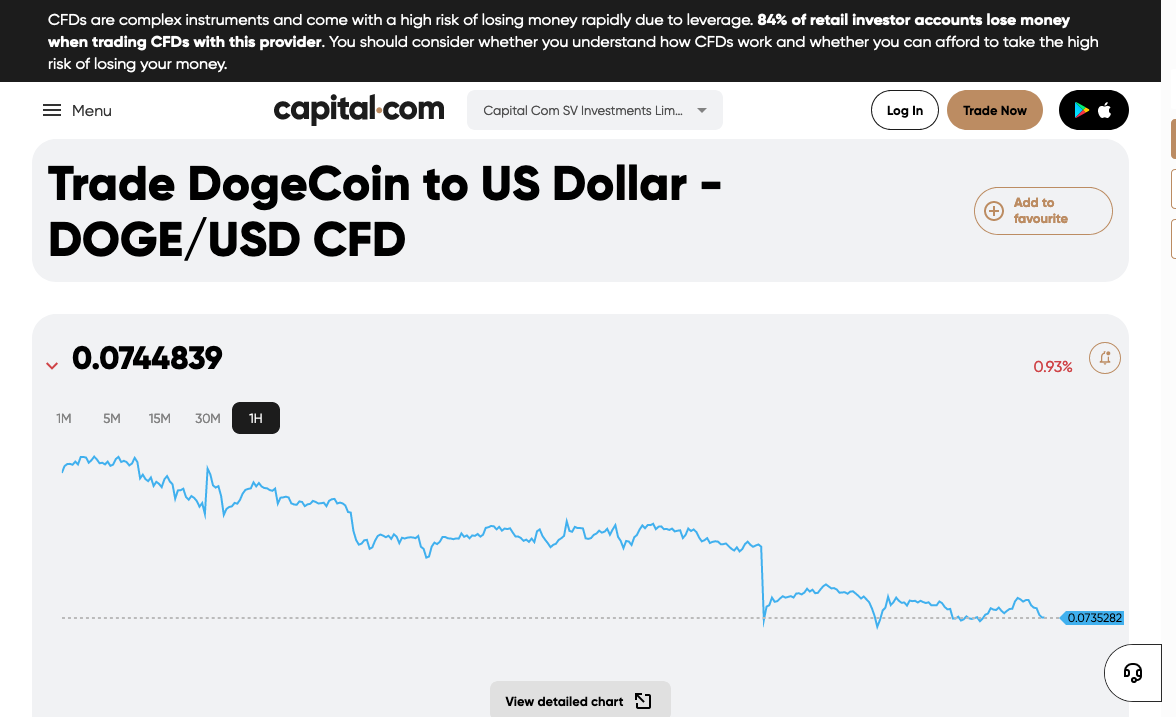 CFDs are complex instruments and come with a high risk of losing money rapidly due to leverage. 84% of retail investor accounts lose money
when trading CFDs with this provider. You should consider whether you understand how CFDs work and whether you can afford to take the high
risk of losing your money.
Menu
capital.com
Capital Com SV Investments Lim...
Log In
Trade Now
Trade DogeCoin to US Dollar -
DOGE/USD CFD
Add to
favourite
0.0744839
0.93%
1M
5M
15M
30M
1H
0.0735282
View detailed chart